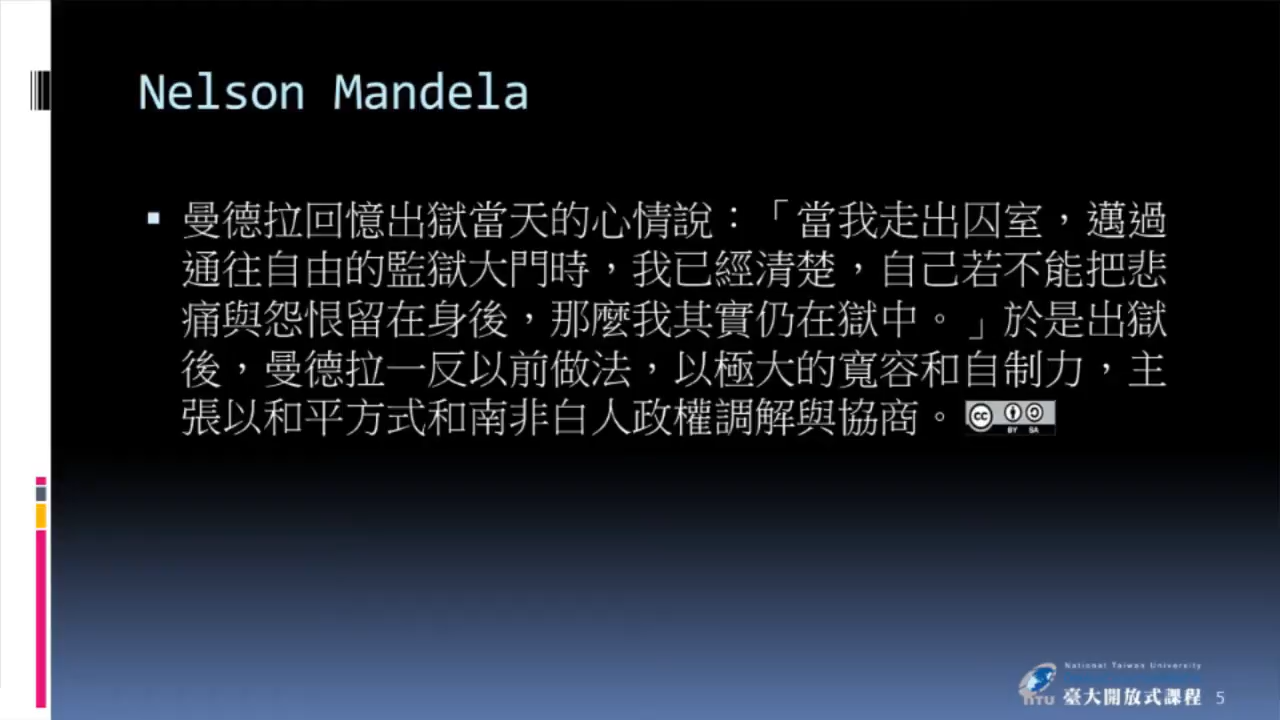 Nelson Mandela
曼德拉回憶出獄當天的心情說：「當我走出囚室，邁過
通往自由的監獄大門時，我已經清楚，自己若不能把悲
痛與怨恨留在身後，那麼我其實仍在獄中。」於是出獄
後，曼德拉一反以前做法，以極大的寬容和自制力，主
張以和平方式和南非白人政權調解與協商。
cc BY SA
National Taiwan University
NTU 臺大開放式課程 5